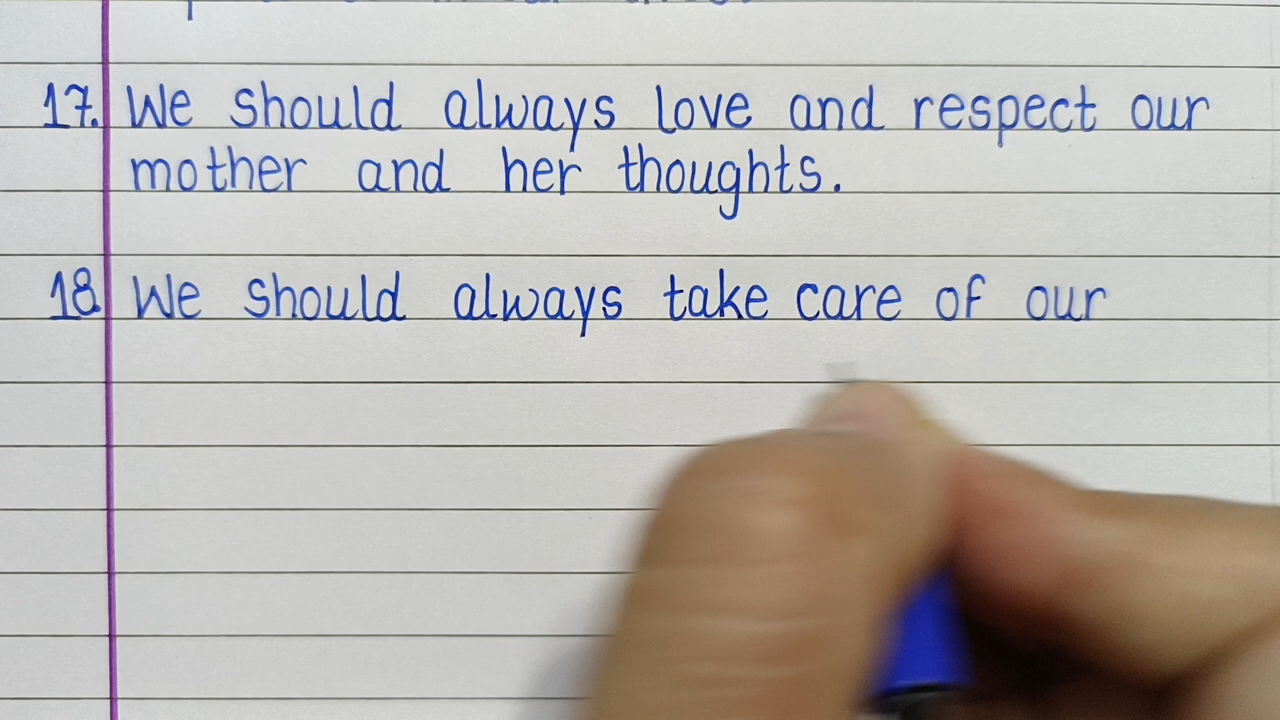 17. We should always love and respect our
mother and her thoughts.
18. We should always take care of our